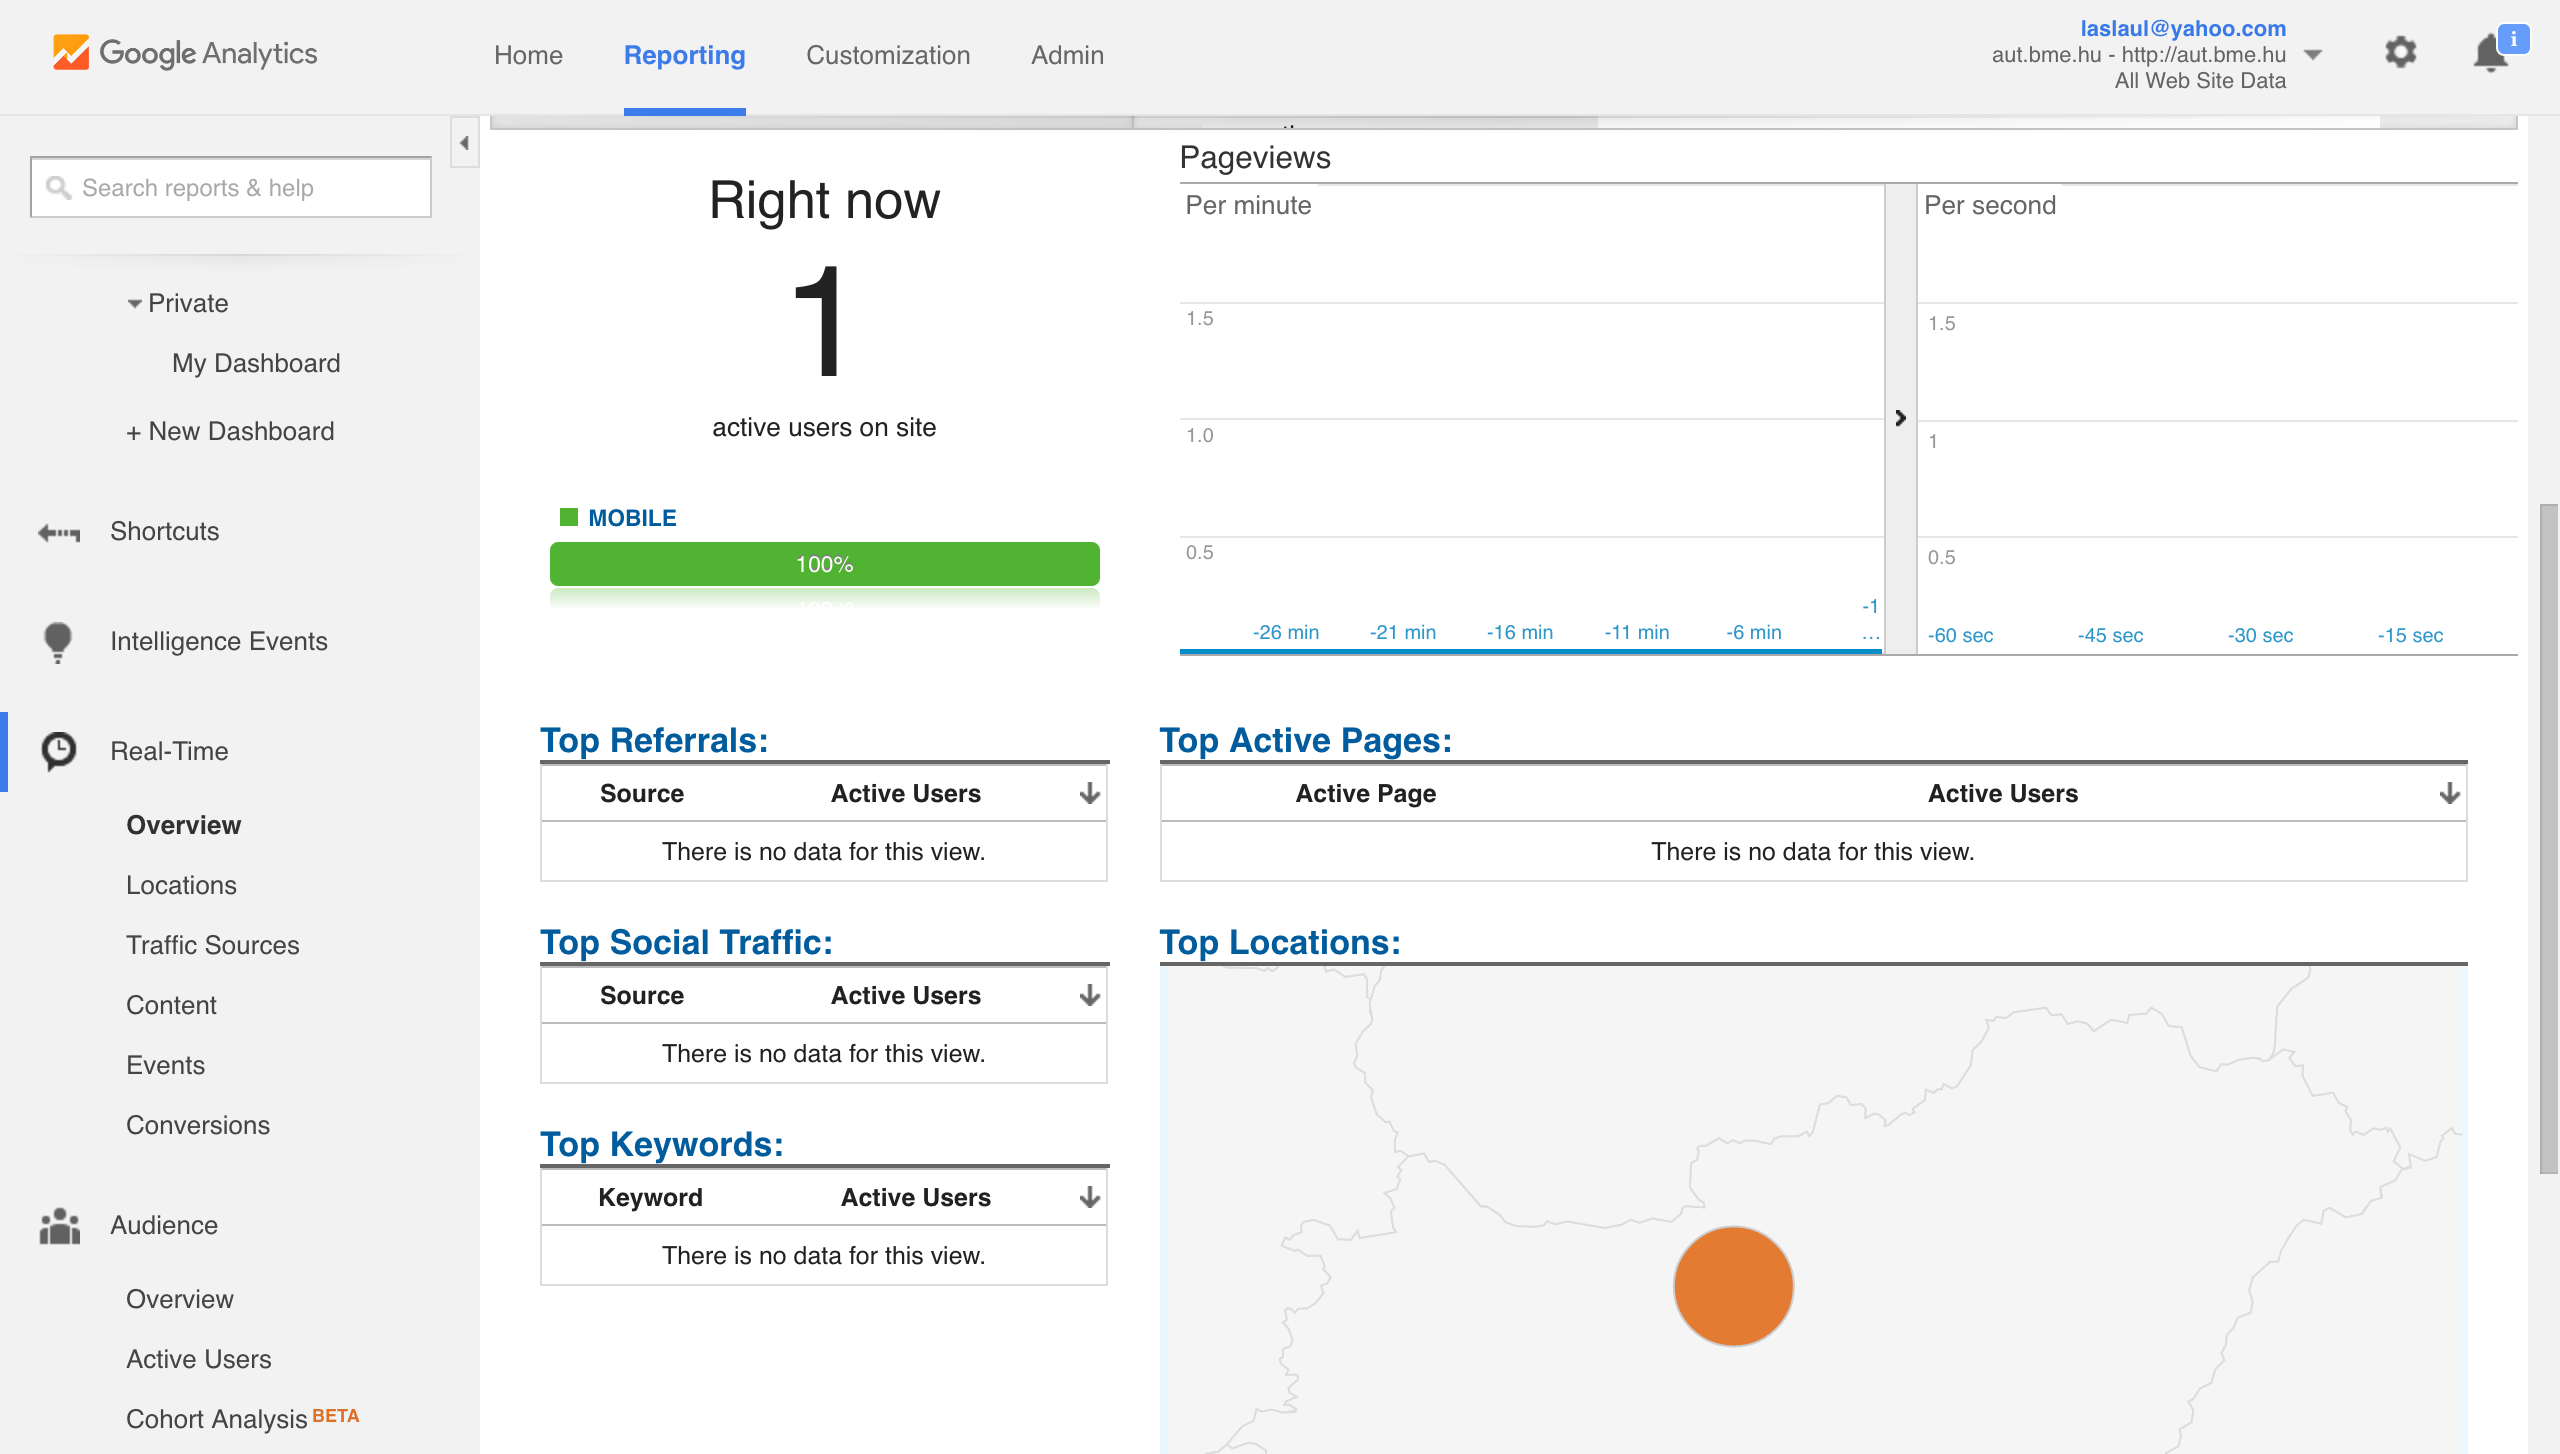 Google Analytics
Home
Reporting
Customization
Admin
laslaul@yahoo.com
aut.bme.hu - http://aut.bme.hu
All Web Site Data
i
Search reports & help
Private
My Dashboard
+ New Dashboard
Shortcuts
Intelligence Events
Real-Time
Overview
Locations
Traffic Sources
Content
Events
Conversions
Audience
Overview
Active Users
Cohort Analysis BETA
Right now
1
active users on site
MOBILE
100%
Pageviews
Per minute
1.5
1.0
0.5
-26 min
-21 min
-16 min
-11 min
-6 min
-1
...
Per second
1.5
1
0.5
-60 sec
-45 sec
-30 sec
-15 sec
Top Referrals:
Source Active Users
There is no data for this view.
Top Active Pages:
Active Page Active Users
There is no data for this view.
Top Social Traffic:
Source Active Users
There is no data for this view.
Top Keywords:
Keyword Active Users
There is no data for this view.
Top Locations: